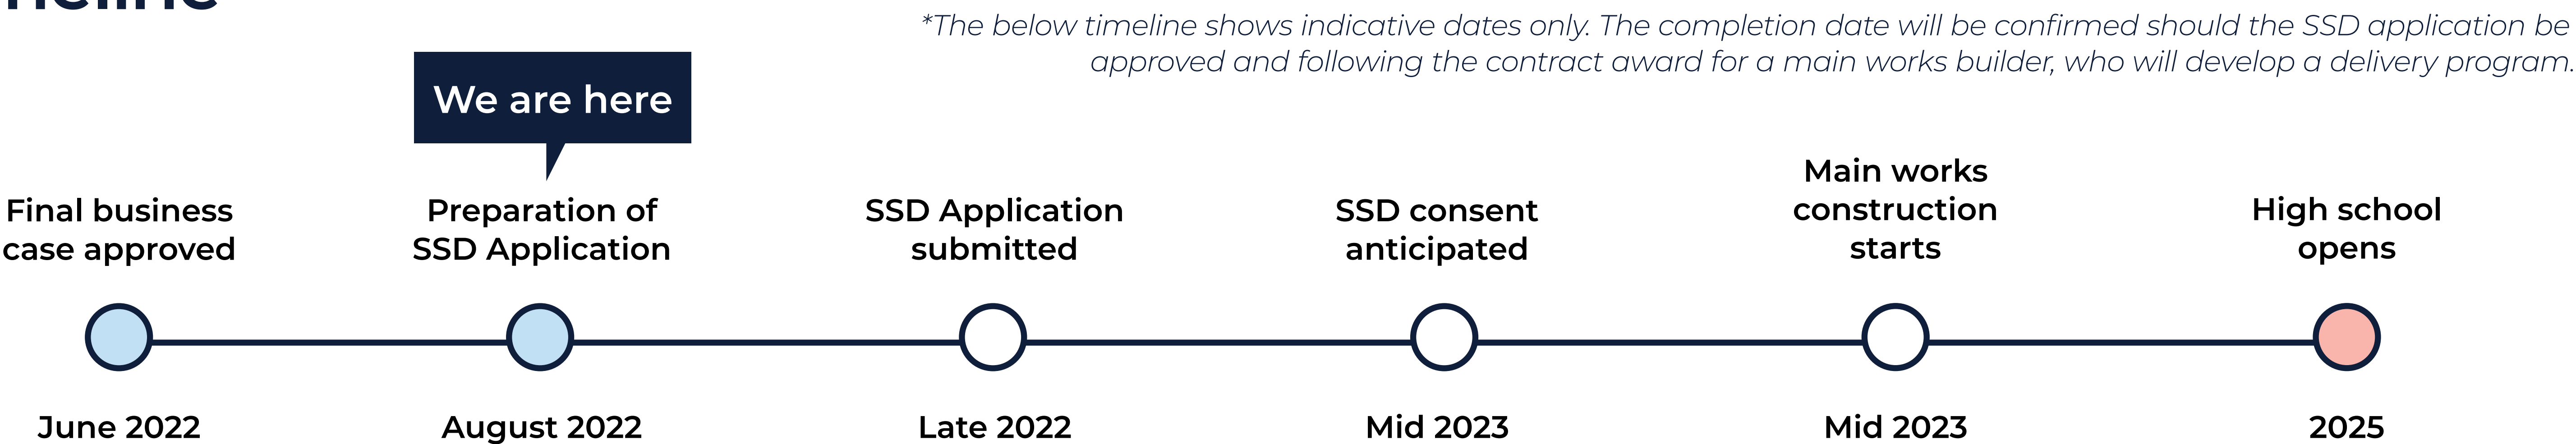 *The below timeline shows indicative dates only. The completion date will be confirmed should the SSD application be
approved and following the contract award for a main works builder, who will develop a delivery program.
We are here
Final business
case approved
Preparation of
SSD Application
SSD Application
submitted
SSD consent
anticipated
Main works
construction
starts
High school
opens
June 2022
August 2022
Late 2022
Mid 2023
Mid 2023
2025